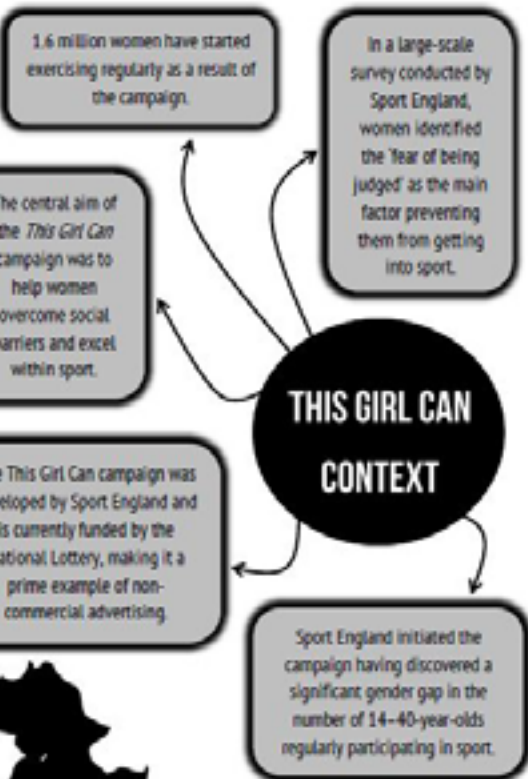 1.6 million women have started
exercising regularly as a result of
the campaign.
In a large-scale
survey conducted by
Sport England,
women identified
the 'fear of being
judged' as the main
factor preventing
them from getting
into sport.
he central aim of
the This Girl Can
campaign was to
help women
overcome social
arriers and excel
within sport.
THIS GIRL CAN
CONTEXT
e This Girl Can campaign was
eloped by Sport England and
is currently funded by the
ational Lottery, making it a
prime example of non-
commercial advertising.
Sport England initiated the
campaign having discovered a
significant gender gap in the
number of 14–40-year-olds
regularly participating in sport.